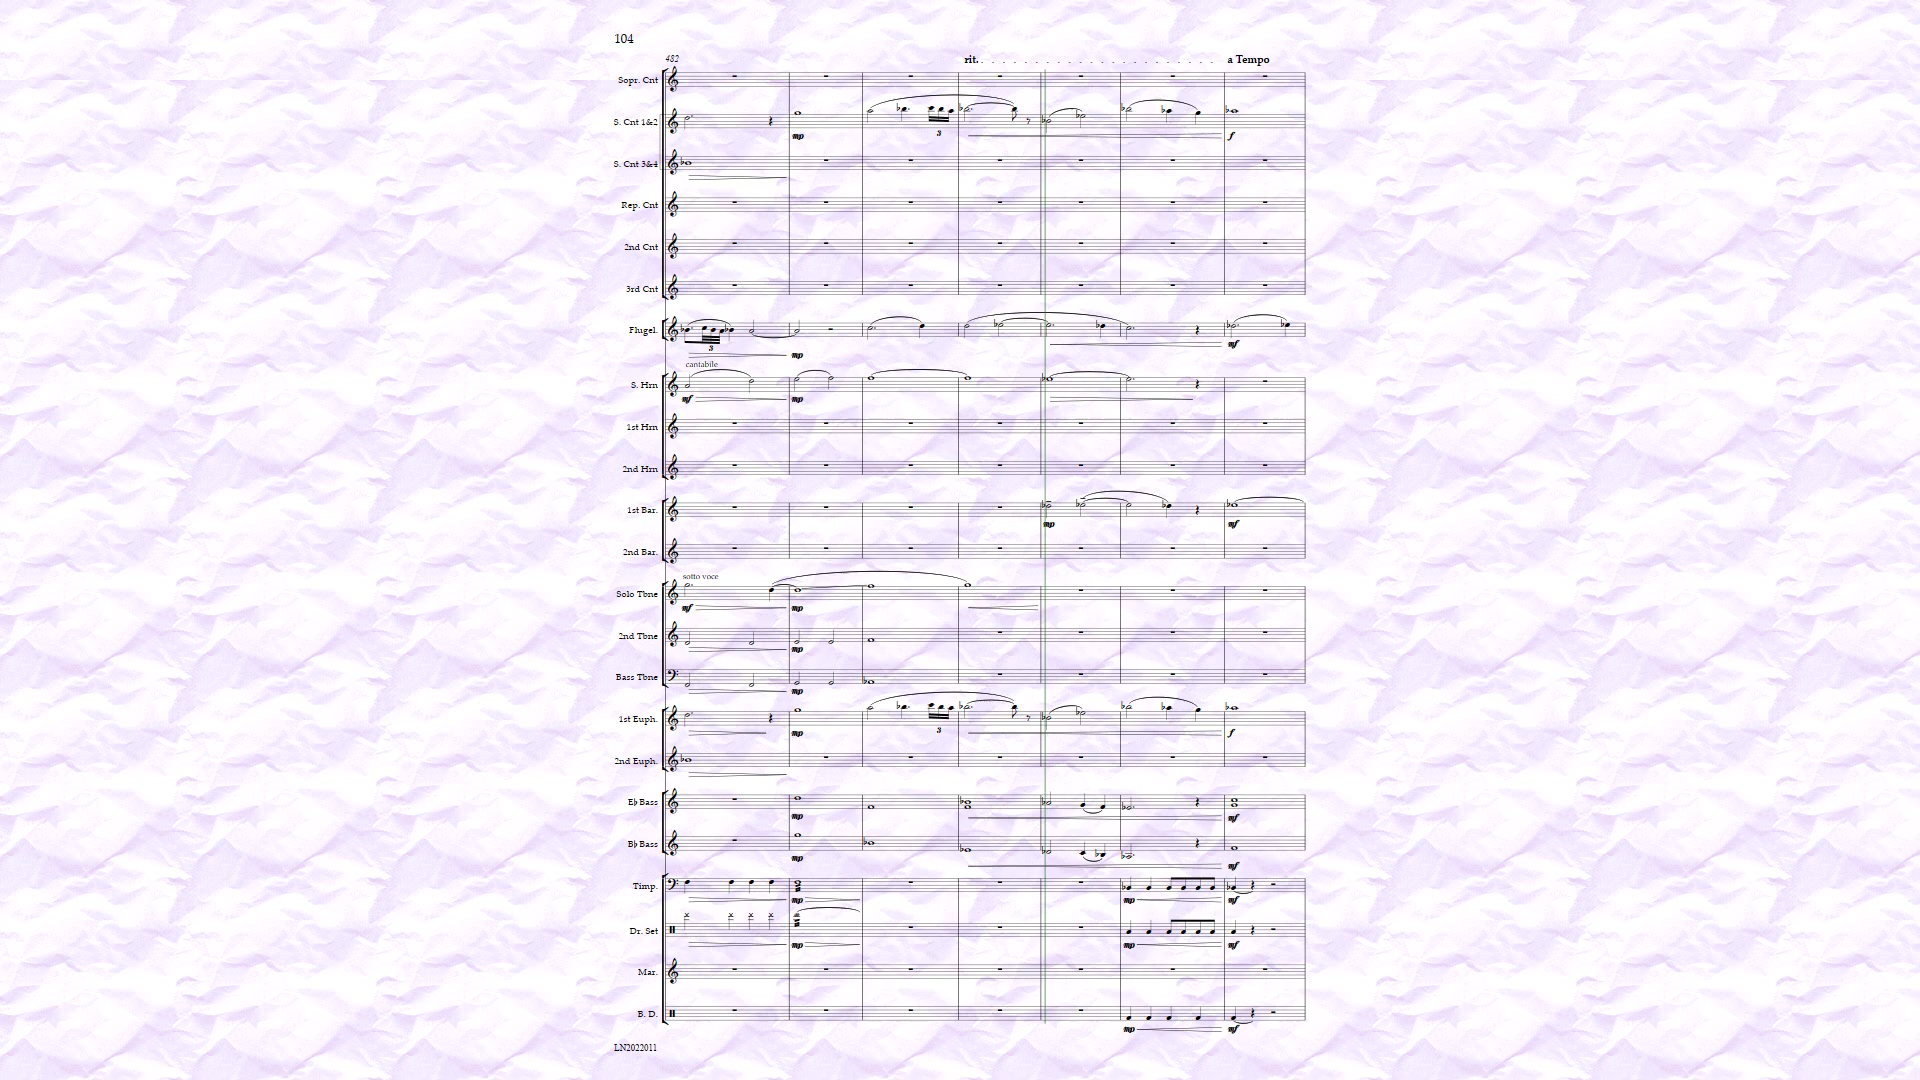 104
482
rit. a Tempo
Sopr. Cnt
S. Cnt 1&2
mp 3 f
S. Cnt 3&4
Rep. Cnt
2nd Cnt
3rd Cnt
Flugel.
3 mp mf
cantabile
S. Hrn
mf mp
1st Hrn
2nd Hrn
1st Bar.
mp mf
2nd Bar.
sotto voce
Solo Tbne
mf mp
2nd Tbne
mp
Bass Tbne
mp
1st Euph.
mp 3 f
2nd Euph.
E♭ Bass
mp mf
B♭ Bass
mp mf
Timp.
mp mp mf
Dr. Set
mp mp mf
Mar.
B. D.
mp mf
LN2022011